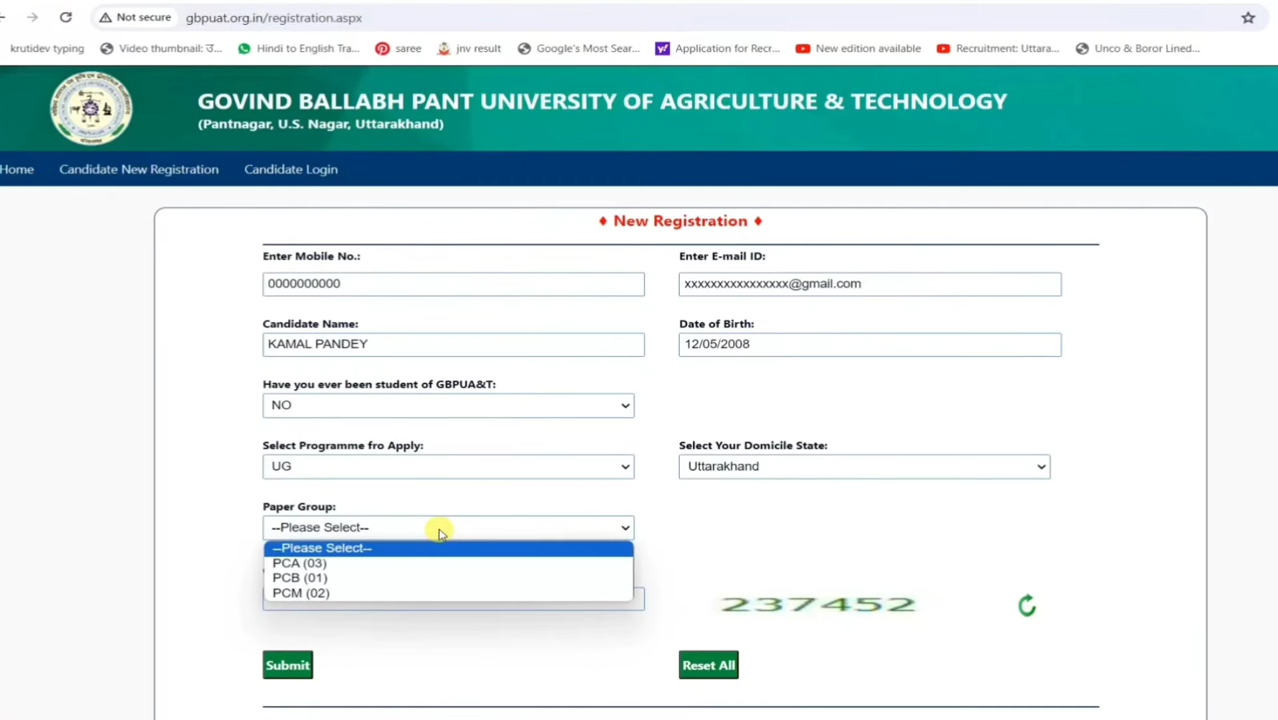 Not secure gbpuat.org.in/registration.aspx
krutidev typing Video thumbnail: उ... Hindi to English Tra... saree jnv result Google's Most Sear... Application for Recr... New edition available Recruitment: Uttara... Unco & Boror Lined...
GOVIND BALLABH PANT UNIVERSITY OF AGRICULTURE & TECHNOLOGY
(Pantnagar, U.S. Nagar, Uttarakhand)
Home Candidate New Registration Candidate Login
♦ New Registration ♦
Enter Mobile No.: Enter E-mail ID:
0000000000 xxxxxxxxxxxxxxxx@gmail.com
Candidate Name: Date of Birth:
KAMAL PANDEY 12/05/2008
Have you ever been student of GBPUA&T:
NO
Select Programme fro Apply: Select Your Domicile State:
UG Uttarakhand
Paper Group:
--Please Select--
--Please Select--
PCA (03)
PCB (01)
PCM (02)
237452
Submit Reset All